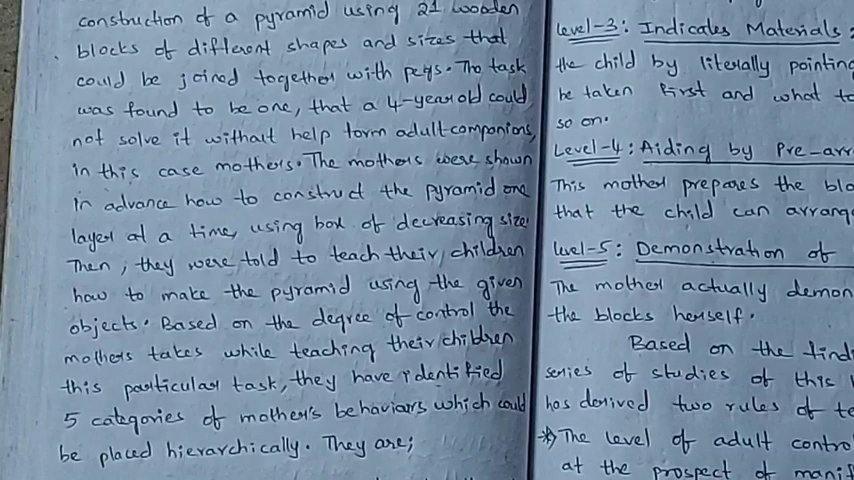 construction of a pyramid using 21 wooden
blocks of different shapes and sizes that
could be joined together with pegs. The task
was found to be one, that a 4-year old could
not solve it without help form adult companions,
in this case mothers. The mothers were shown
in advance how to construct the pyramid one
layer at a time, using box of decreasing size.
Then, they were told to teach their children
how to make the pyramid using the given
objects. Based on the degree of control the
mothers takes while teaching their children
this particular task, they have identified
5 categories of mother's behaviours which could
be placed hierarchically. They are;
Level-3: Indicates Materials:
the child by literally pointing
be taken first and what to
so on.
Level-4: Aiding by Pre-arr
This mother prepares the blo
that the child can arrang
Level-5: Demonstration of
The mother actually demon
the blocks herself.
Based on the findi
series of studies of this
has derived two rules of te
*) The level of adult contro
at the prospect of manif